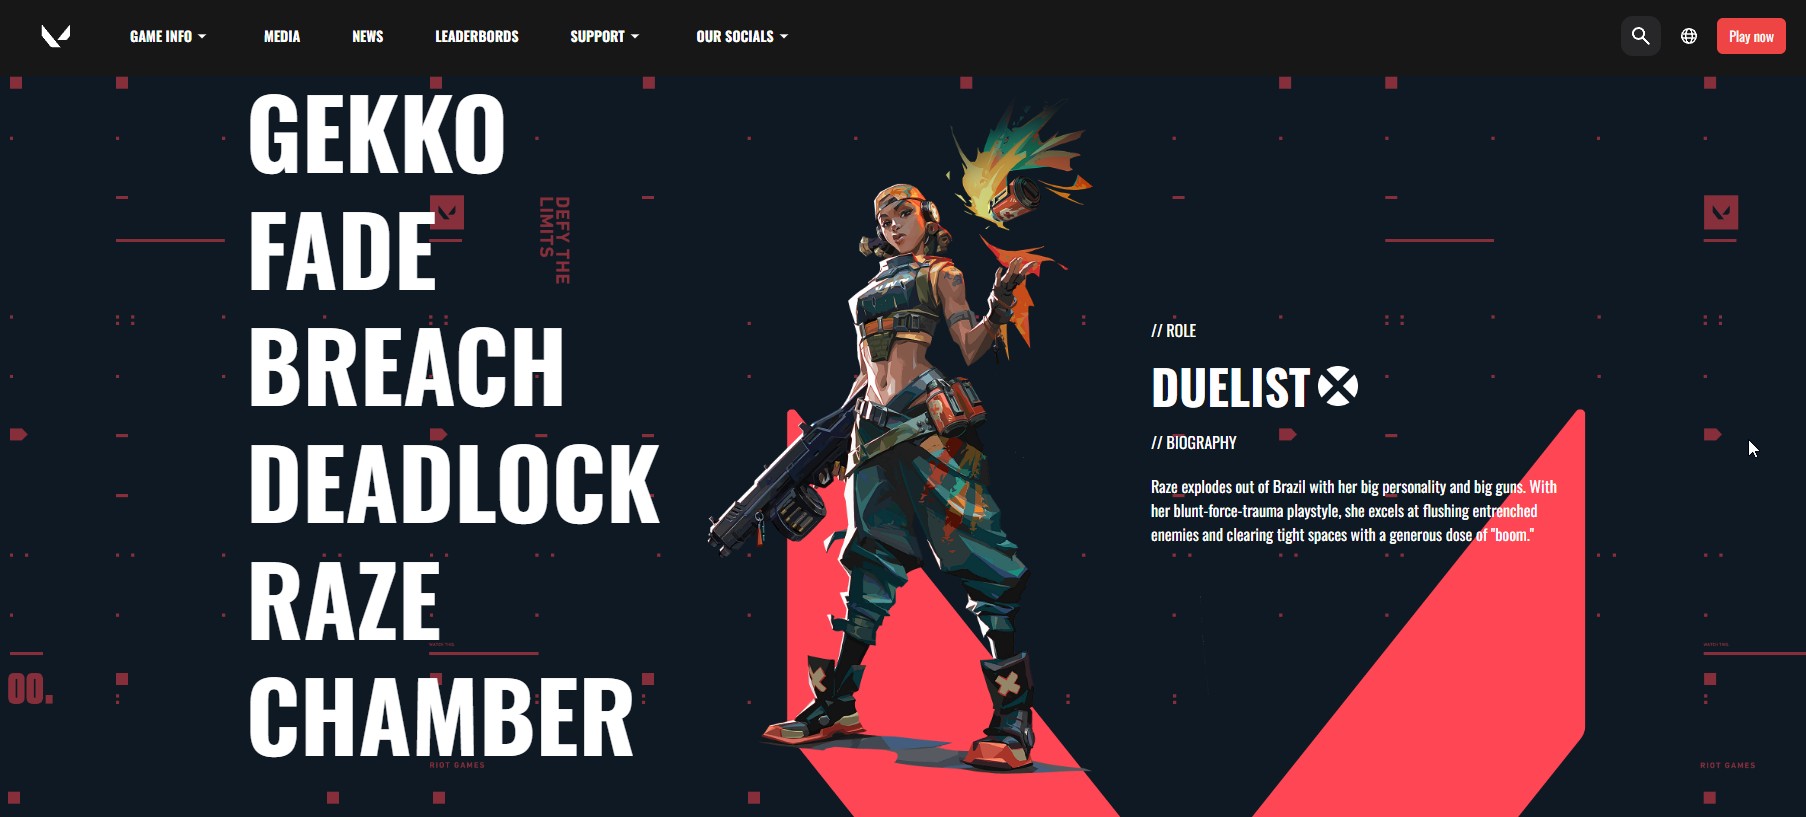 GAME INFO
MEDIA
NEWS
LEADERBORDS
SUPPORT
OUR SOCIALS
Play now
GEKKO
FADE
BREACH
DEADLOCK
RAZE
CHAMBER
DEFY THE
LIMITS
// ROLE
DUELIST
// BIOGRAPHY
Raze explodes out of Brazil with her big personality and big guns. With
her blunt-force-trauma playstyle, she excels at flushing entrenched
enemies and clearing tight spaces with a generous dose of "boom."
00.
RIOT GAMES
RIOT GAMES